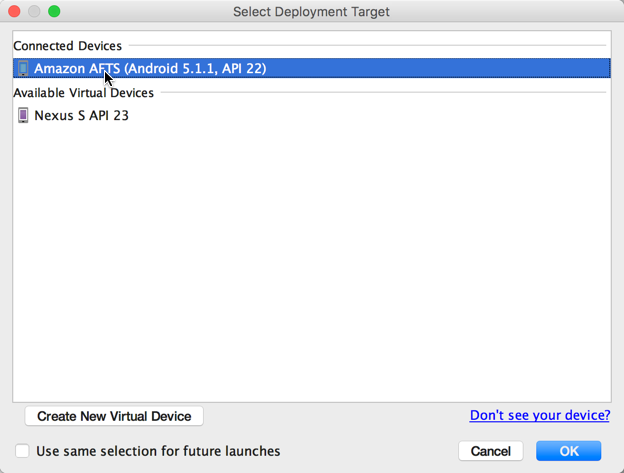 Select Deployment Target
Connected Devices
Amazon AFTS (Android 5.1.1, API 22)
Available Virtual Devices
Nexus S API 23
Create New Virtual Device
Don't see your device?
Use same selection for future launches
Cancel
OK